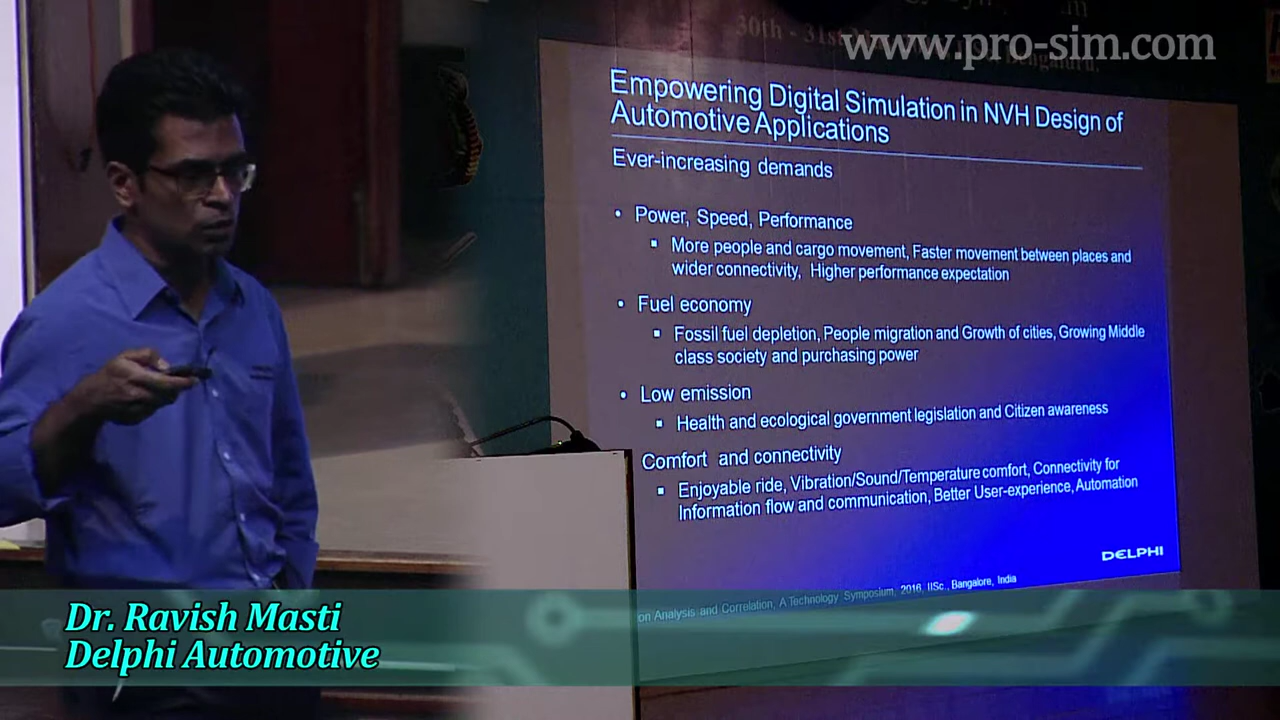 www.pro-sim.com
30th - 31st
Bengaluru.
Empowering Digital Simulation in NVH Design of
Automotive Applications
Ever-increasing demands
• Power, Speed, Performance
▪ More people and cargo movement, Faster movement between places and
wider connectivity, Higher performance expectation
• Fuel economy
▪ Fossil fuel depletion, People migration and Growth of cities, Growing Middle
class society and purchasing power
• Low emission
▪ Health and ecological government legislation and Citizen awareness
Comfort and connectivity
▪ Enjoyable ride, Vibration/Sound/Temperature comfort, Connectivity for
Information flow and communication, Better User-experience, Automation
DELPHI
on Analysis and Correlation, A Technology Symposium, 2016, IISc., Bangalore, India
Dr. Ravish Masti
Delphi Automotive